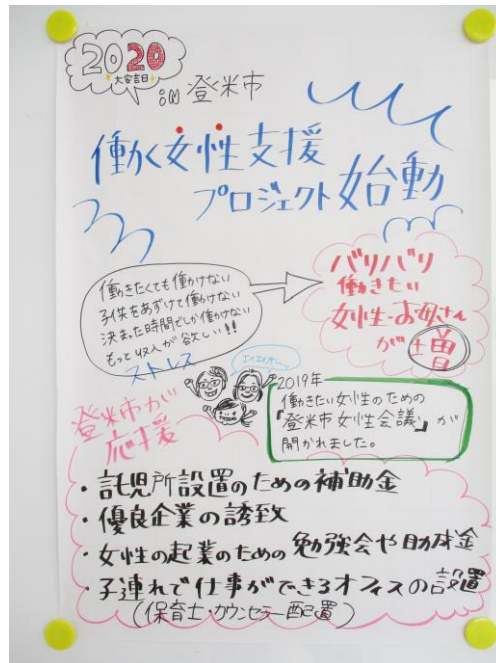 2020
大安吉日
in 登米市
働く女性支援
プロジェクト始動
働きたくても働かない
子供をあずけて働けない
決まった時間でしか働けない
もっと収入が欲しい!!
ストレス
バリバリ
働きたい
女性・お母さん
が+増
エイエイオー
2019年
働きたい女性のための
『登米市女性会議』が
開かれました。
登米市が
応援
・託児所設置のための補助金
・優良企業の誘致
・女性の起業のための勉強会や助成金
・子連れで仕事ができるオフィスの設置
(保育士・カウンセラー配置)